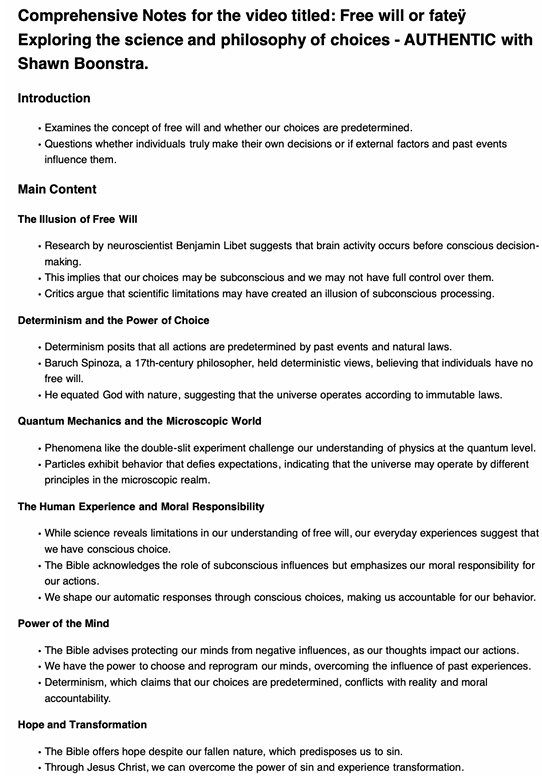 Comprehensive Notes for the video titled: Free will or fateÿ
Exploring the science and philosophy of choices - AUTHENTIC with
Shawn Boonstra.
Introduction
• Examines the concept of free will and whether our choices are predetermined.
• Questions whether individuals truly make their own decisions or if external factors and past events
influence them.
Main Content
The Illusion of Free Will
• Research by neuroscientist Benjamin Libet suggests that brain activity occurs before conscious decision-
making.
• This implies that our choices may be subconscious and we may not have full control over them.
• Critics argue that scientific limitations may have created an illusion of subconscious processing.
Determinism and the Power of Choice
• Determinism posits that all actions are predetermined by past events and natural laws.
• Baruch Spinoza, a 17th-century philosopher, held deterministic views, believing that individuals have no
free will.
• He equated God with nature, suggesting that the universe operates according to immutable laws.
Quantum Mechanics and the Microscopic World
• Phenomena like the double-slit experiment challenge our understanding of physics at the quantum level.
• Particles exhibit behavior that defies expectations, indicating that the universe may operate by different
principles in the microscopic realm.
The Human Experience and Moral Responsibility
• While science reveals limitations in our understanding of free will, our everyday experiences suggest that
we have conscious choice.
• The Bible acknowledges the role of subconscious influences but emphasizes our moral responsibility for
our actions.
• We shape our automatic responses through conscious choices, making us accountable for our behavior.
Power of the Mind
• The Bible advises protecting our minds from negative influences, as our thoughts impact our actions.
• We have the power to choose and reprogram our minds, overcoming the influence of past experiences.
• Determinism, which claims that our choices are predetermined, conflicts with reality and moral
accountability.
Hope and Transformation
• The Bible offers hope despite our fallen nature, which predisposes us to sin.
• Through Jesus Christ, we can overcome the power of sin and experience transformation.